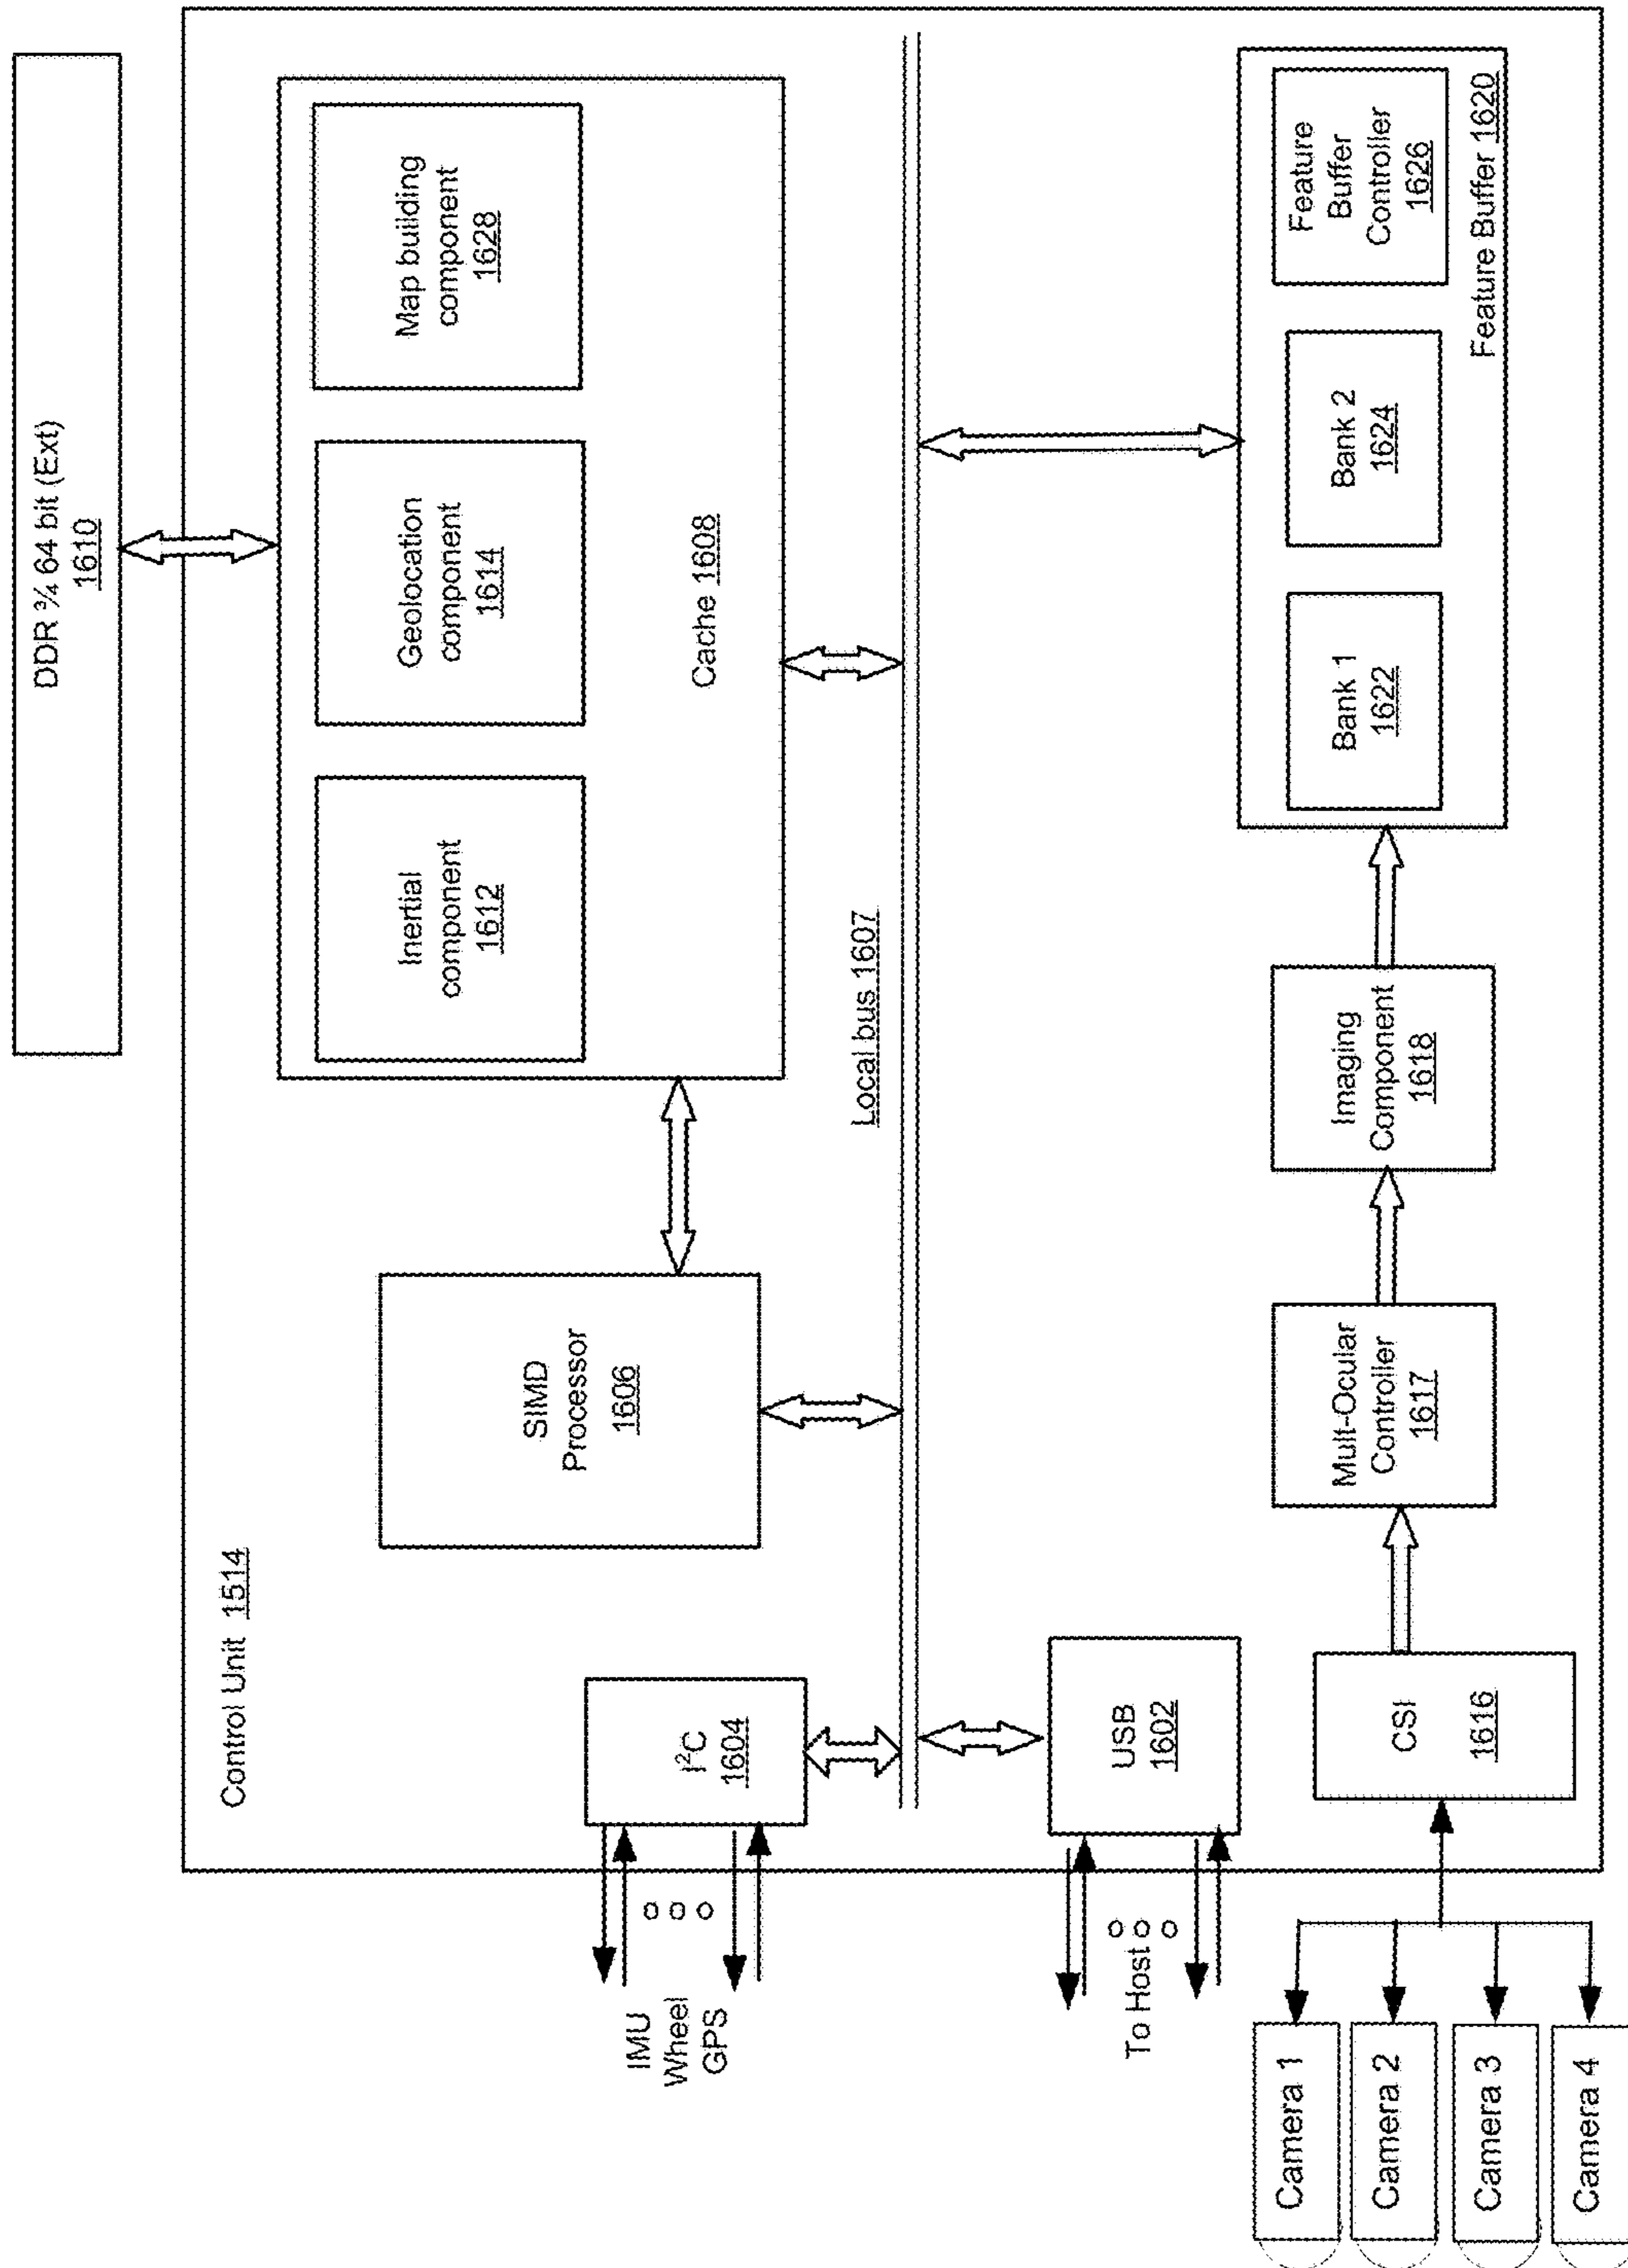 DDR ¾ 64 bit (Ext)
1610
Control Unit 1514
Inertial
component
1612
Geolocation
component
1614
Map building
component
1628
Cache 1608
SIMD
Processor
1606
I²C
1604
IMU
Wheel
GPS
Local bus 1607
USB
1602
To Host
CSI
1616
Mult-Ocular
Controller
1617
Imaging
Component
1618
Bank 1
1622
Bank 2
1624
Feature
Buffer
Controller
1626
Feature Buffer 1620
Camera 1
Camera 2
Camera 3
Camera 4